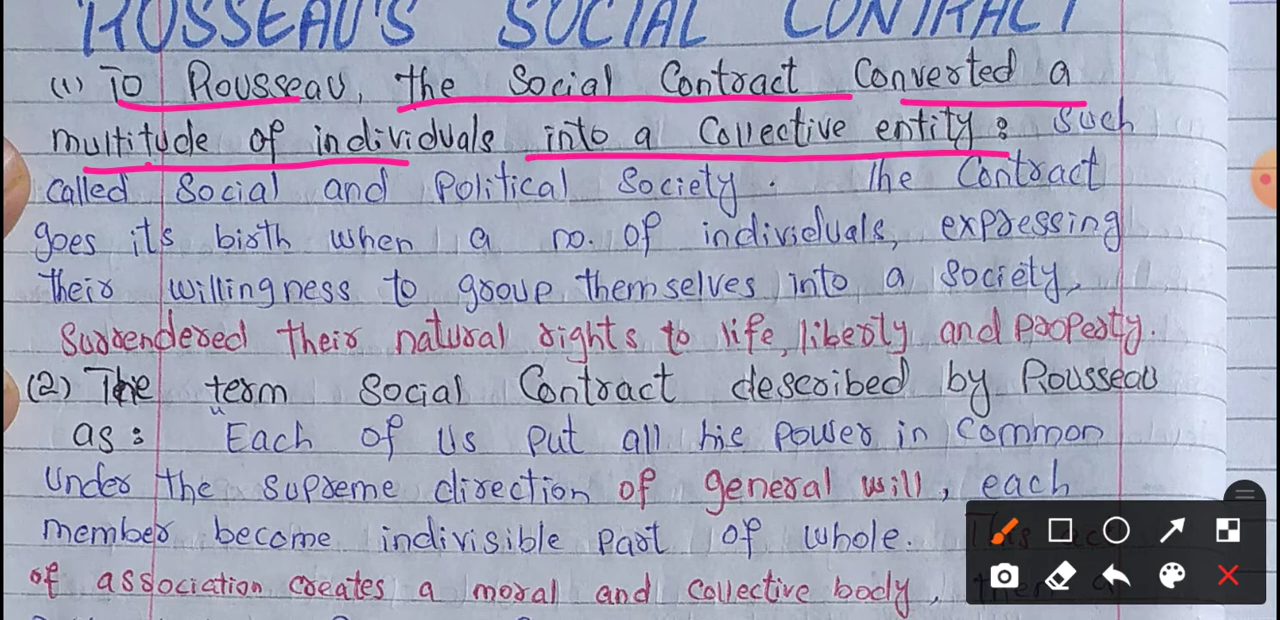 ROSSEAU'S SOCIAL CONTRACT
(1) To Rousseau, the Social Contract Converted a
multitude of individuals into a Collective entity: Such
called Social and Political Society. The Contract
goes its birth when a no. of individuals, expressing
their willingness to group themselves into a society,
Surrendered their natural rights to life, liberty and property.
(2) The term Social Contract described by Rousseau
as: "Each of us put all his power in Common
Under the supreme direction of general will, each
member become indivisible part of whole.
of association creates a moral and collective body,